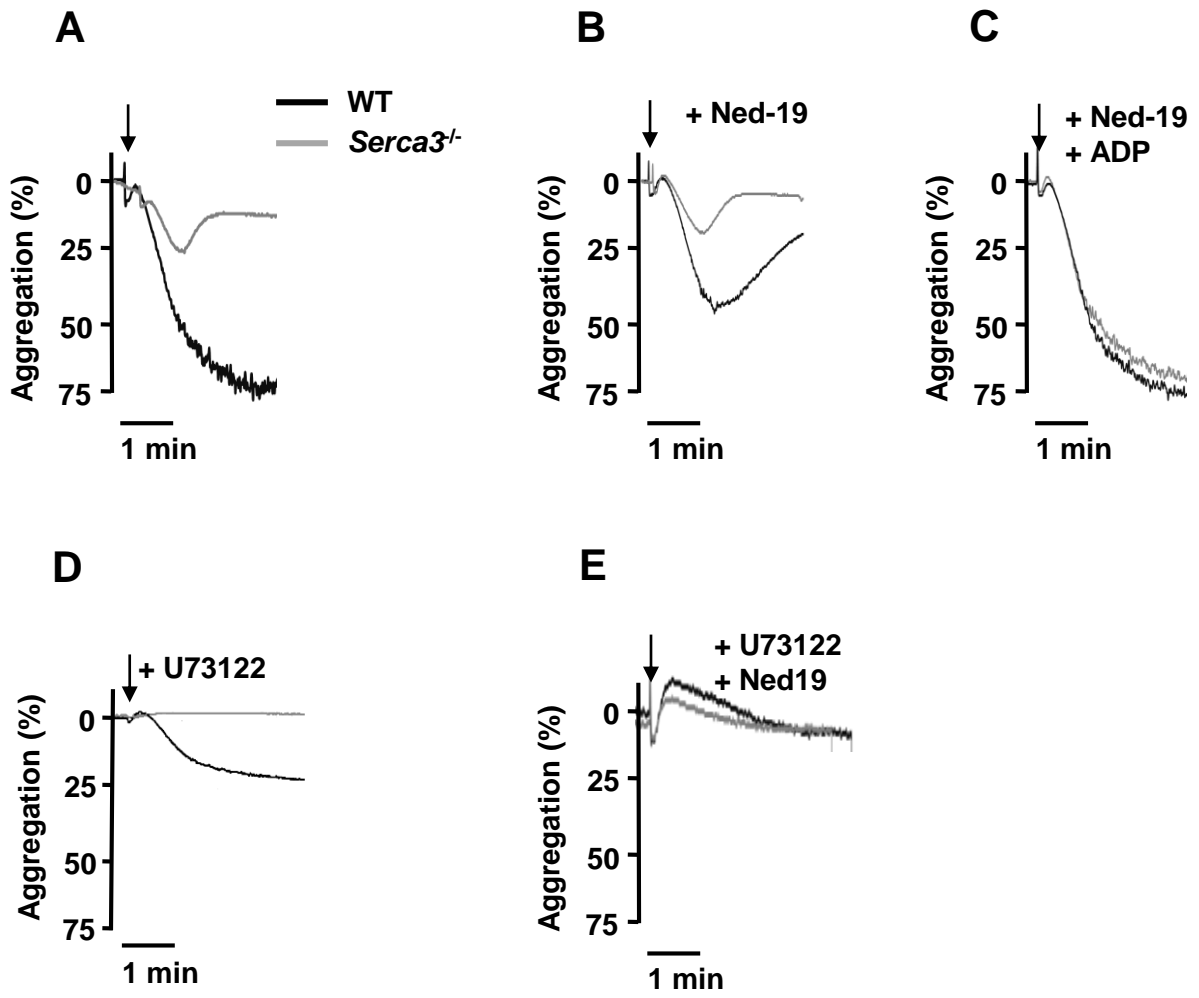 A
WT
Serca3-/-
Aggregation (%)
0
25
50
75
1 min
B
+ Ned-19
Aggregation (%)
0
25
50
75
1 min
C
+ Ned-19
+ ADP
Aggregation (%)
0
25
50
75
1 min
D
+ U73122
Aggregation (%)
0
25
50
75
1 min
E
+ U73122
+ Ned19
Aggregation (%)
0
25
50
75
1 min